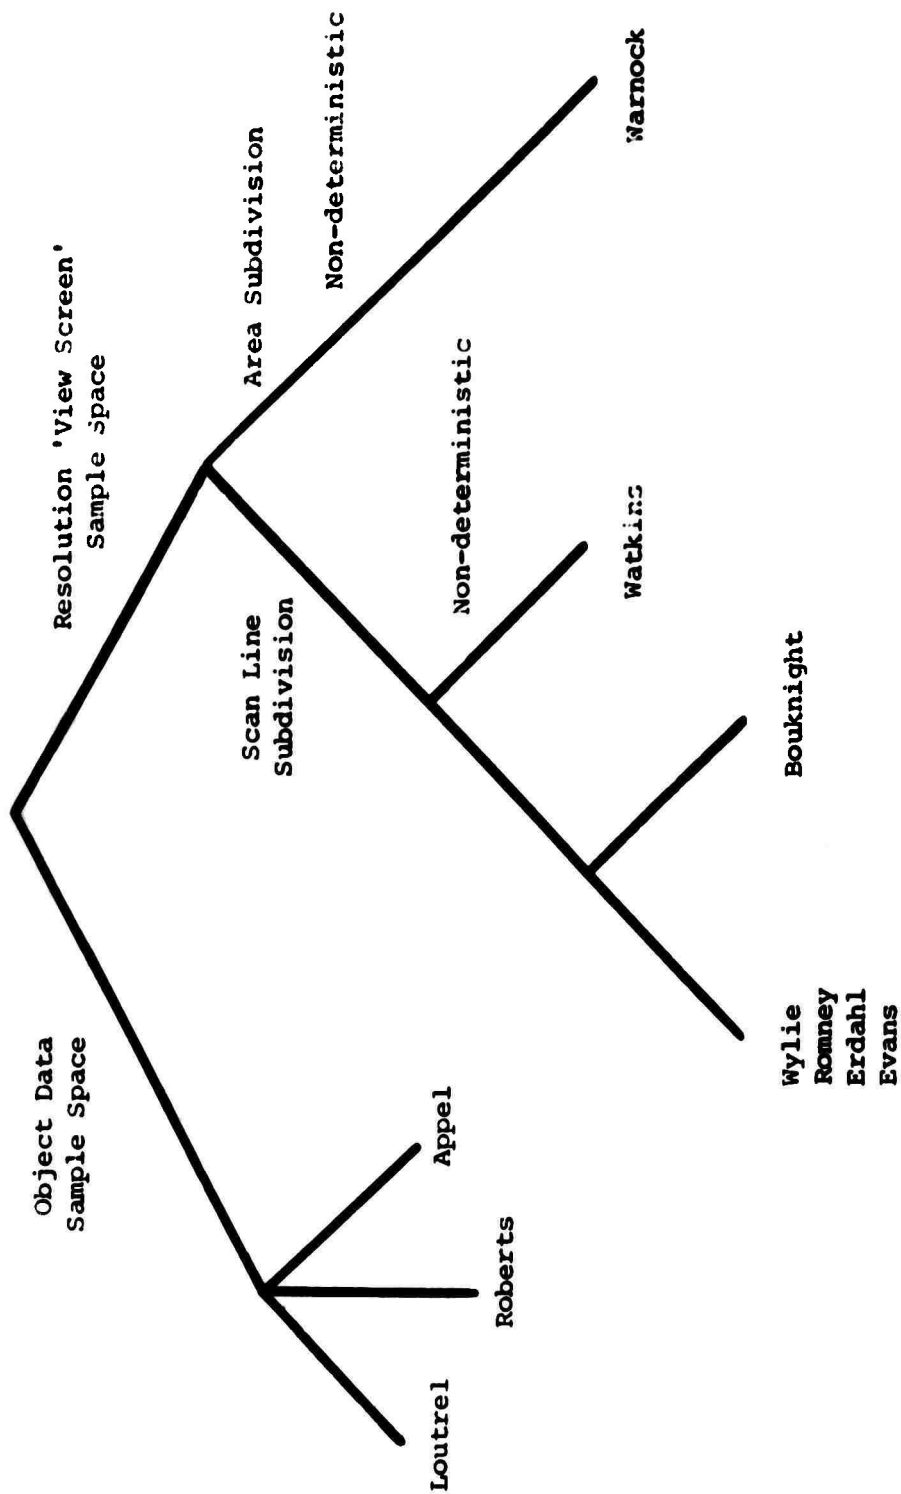 Object Data
Sample Space
Resolution 'View Screen'
Sample Space
Scan Line
Subdivision
Area Subdivision
Non-deterministic
Non-deterministic
Loutrel
Roberts
Appel
Wylie
Romney
Erdahl
Evans
Bouknight
Watkins
Warnock